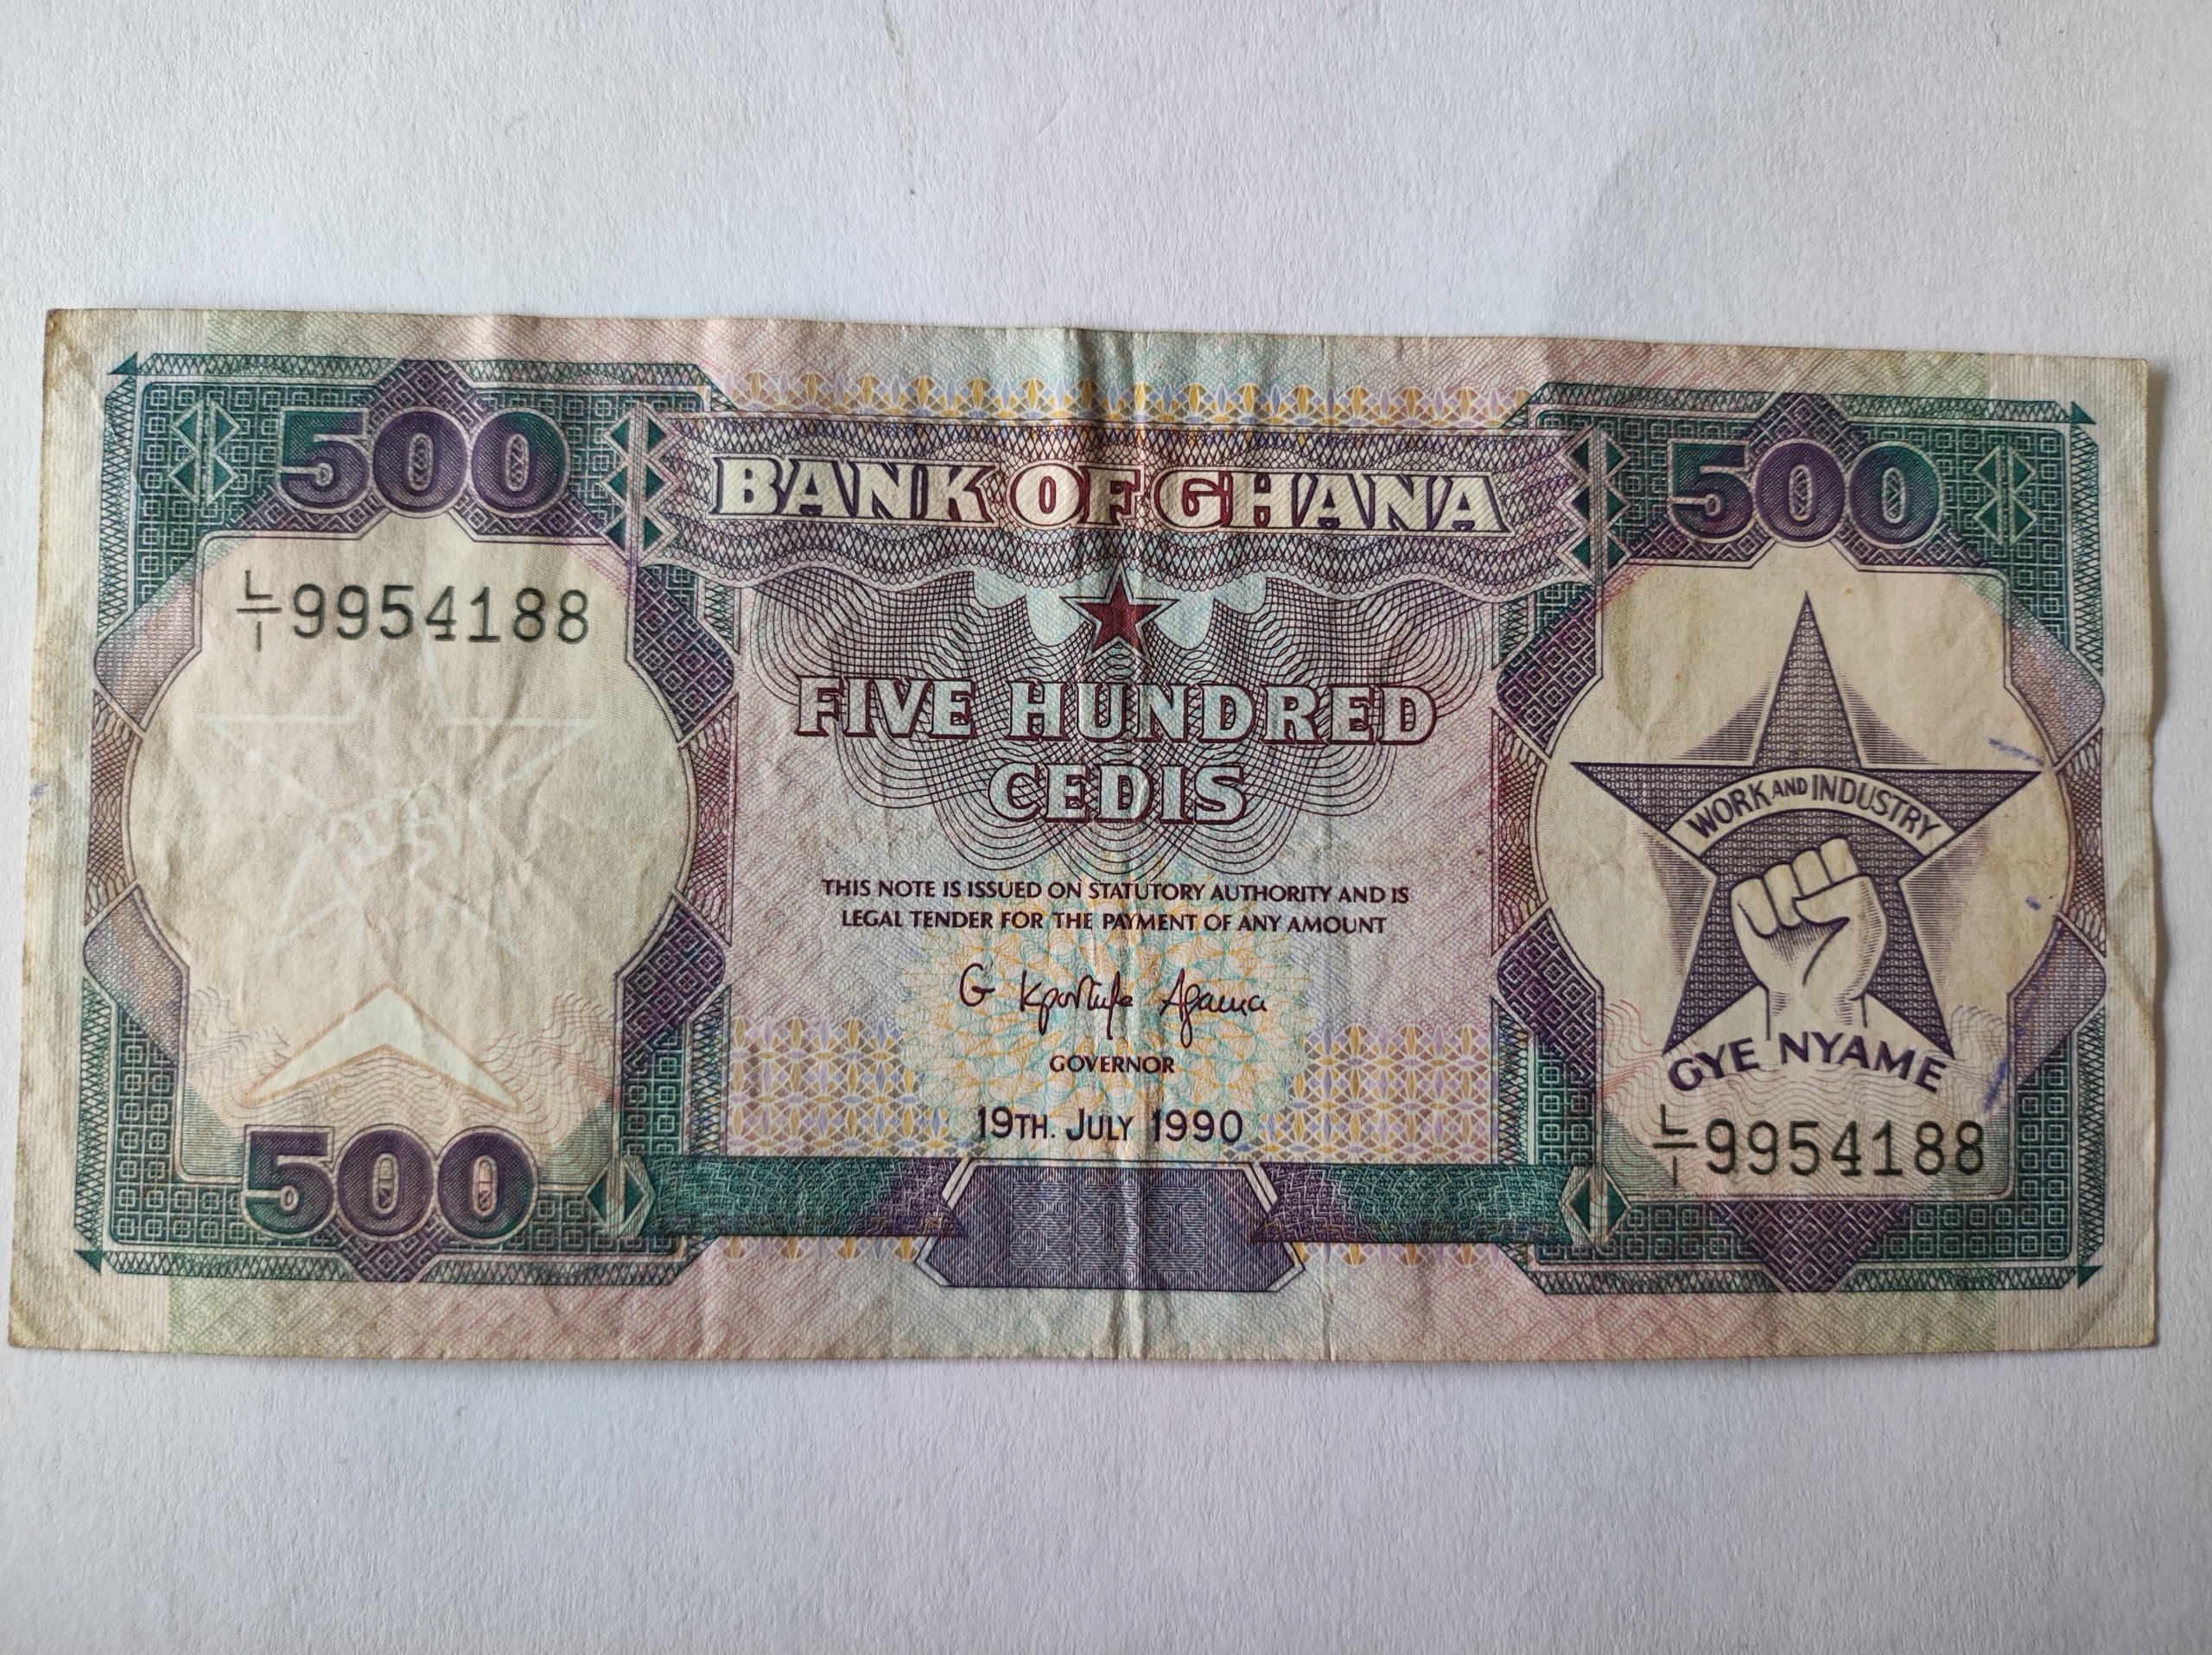 500
500
BANK OF GHANA
L/1 9954188
FIVE HUNDRED
CEDIS
WORK AND INDUSTRY
THIS NOTE IS ISSUED ON STATUTORY AUTHORITY AND IS
LEGAL TENDER FOR THE PAYMENT OF ANY AMOUNT
G Kportufe Agama
GOVERNOR
GYE NYAME
19TH. JULY 1990
L/1 9954188
500